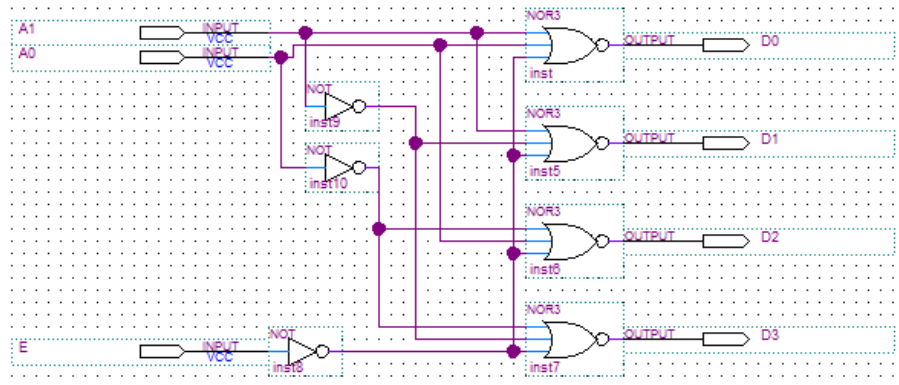 NOR3
A1 INPUT VCC
OUTPUT D0
A0 INPUT VCC
inst
NOT
inst9
NOR3
OUTPUT D1
NOT
inst5
inst10
NOR3
OUTPUT D2
inst6
NOR3
NOT
OUTPUT D3
E INPUT VCC
inst8
inst7